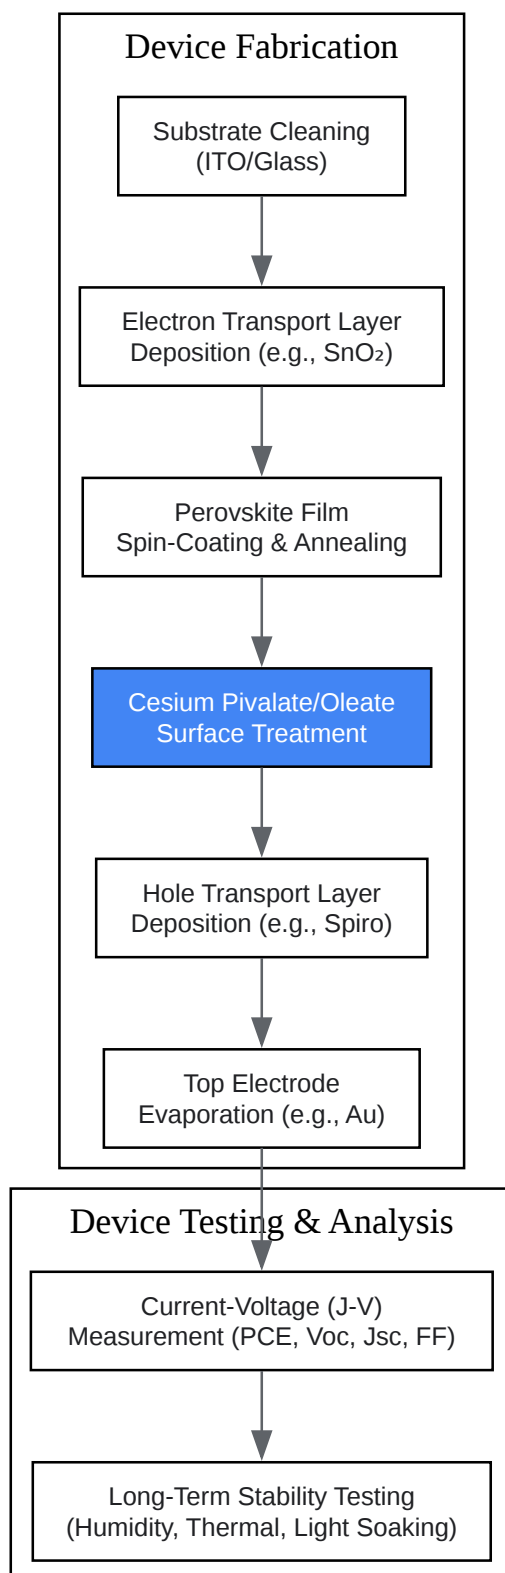 Device Fabrication
Substrate Cleaning
(ITO/Glass)
Electron Transport Layer
Deposition (e.g., SnO₂)
Perovskite Film
Spin-Coating & Annealing
Cesium Pivalate/Oleate
Surface Treatment
Hole Transport Layer
Deposition (e.g., Spiro)
Top Electrode
Evaporation (e.g., Au)
Device Testing & Analysis
Current-Voltage (J-V)
Measurement (PCE, Voc, Jsc, FF)
Long-Term Stability Testing
(Humidity, Thermal, Light Soaking)